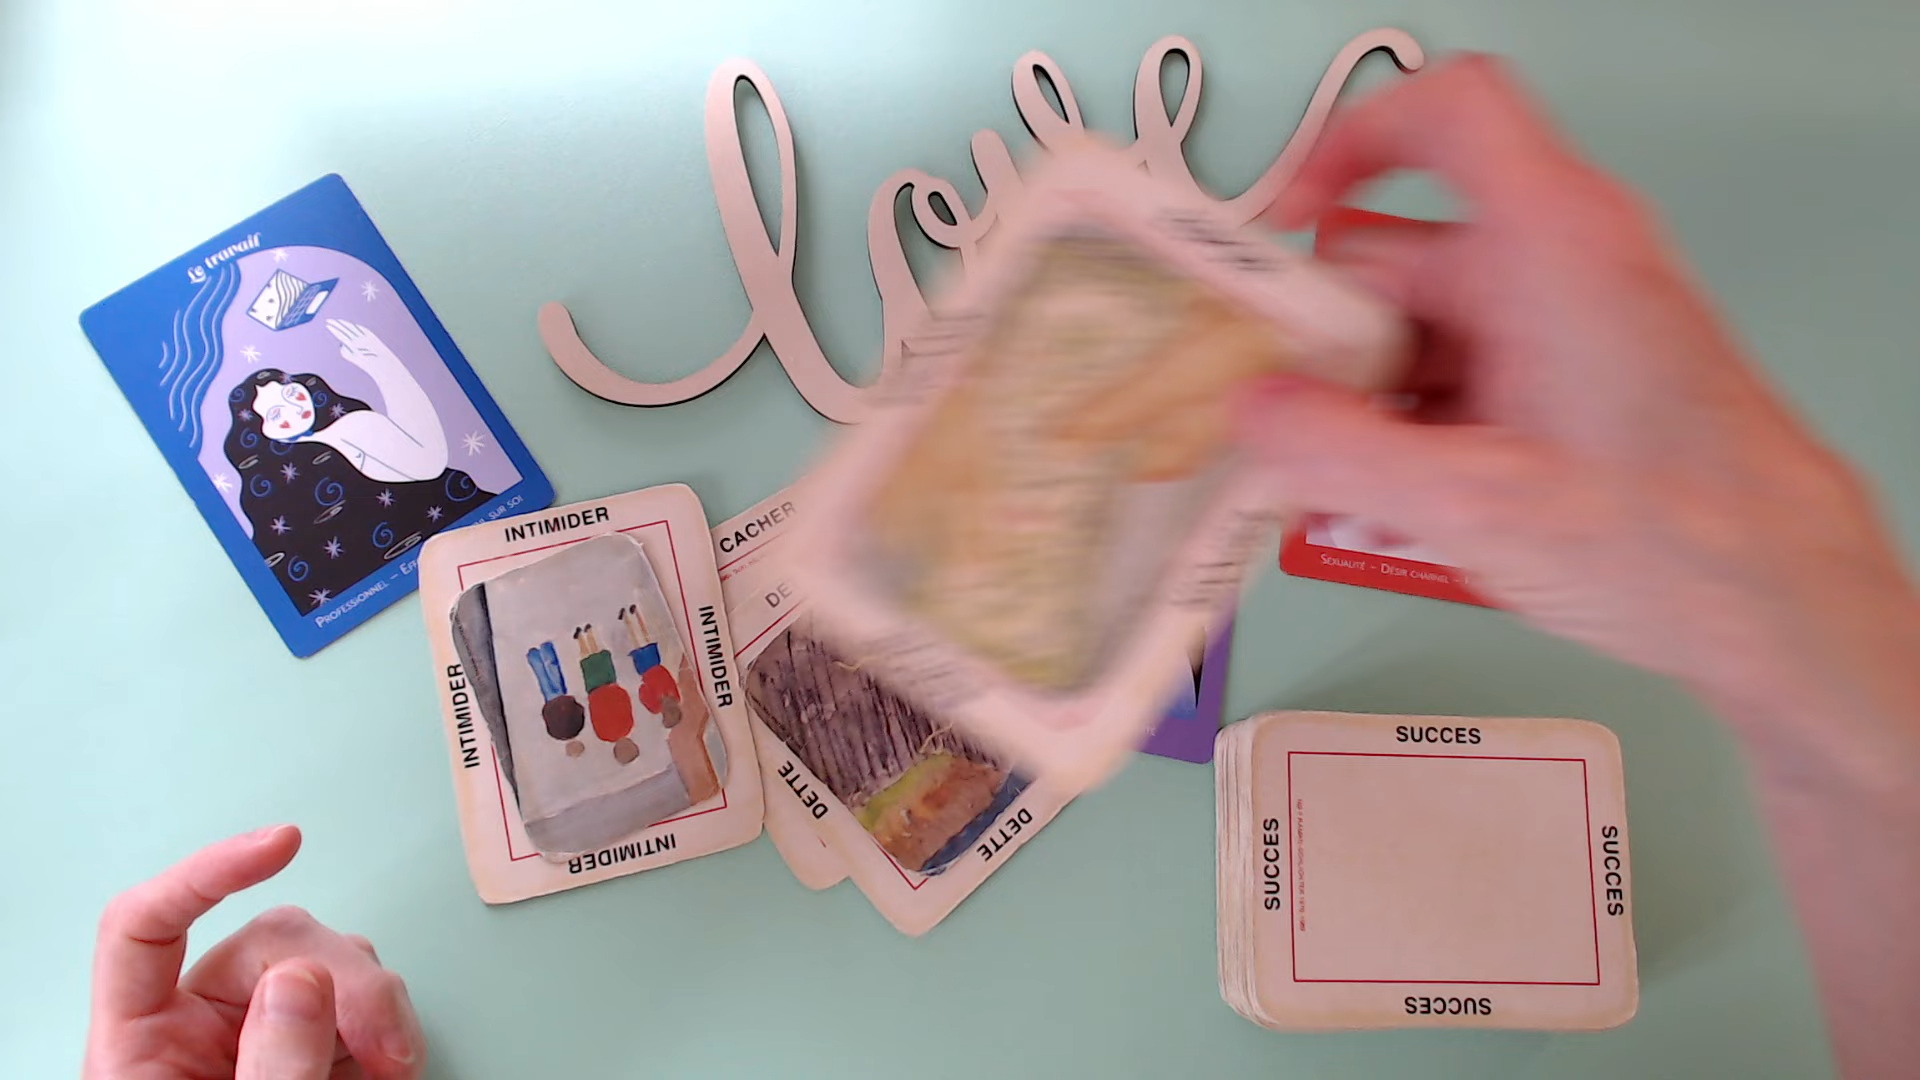 love
Le travail
PROFESSIONNEL – 
SUR SOI
INTIMIDER
INTIMIDER
INTIMIDER
INTIMIDER
CACHER
DETTE
DETTE
SEXUALITÉ – DÉSIR CHARNEL –
SUCCES
SUCCES
SUCCES
SUCCES